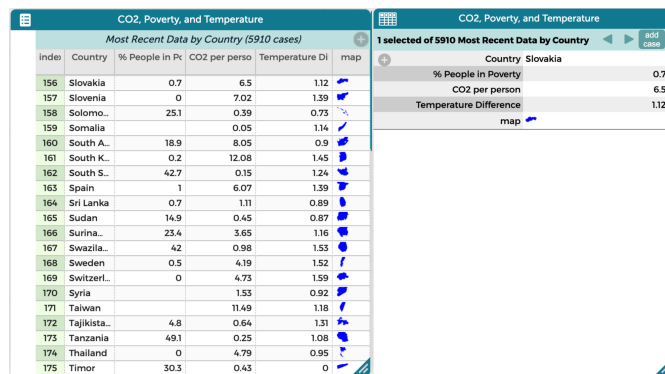 CO2, Poverty, and Temperature
Most Recent Data by Country (5910 cases)
index Country % People in Po CO2 per perso Temperature Di map
156 Slovakia 0.7 6.5 1.12
157 Slovenia 0 7.02 1.39
158 Solomo... 25.1 0.39 0.73
159 Somalia 0.05 1.14
160 South A... 18.9 8.05 0.9
161 South K... 0.2 12.08 1.45
162 South S... 42.7 0.15 1.24
163 Spain 1 6.07 1.39
164 Sri Lanka 0.7 1.11 0.89
165 Sudan 14.9 0.45 0.87
166 Surina... 23.4 3.65 1.16
167 Swazila... 42 0.98 1.53
168 Sweden 0.5 4.19 1.52
169 Switzerl... 0 4.73 1.59
170 Syria 1.53 0.92
171 Taiwan 11.49 1.18
172 Tajikista... 4.8 0.64 1.31
173 Tanzania 49.1 0.25 1.08
174 Thailand 0 4.79 0.95
175 Timor 30.3 0.43 0
CO2, Poverty, and Temperature
1 selected of 5910 Most Recent Data by Country add case
Country Slovakia
% People in Poverty 0.7
CO2 per person 6.5
Temperature Difference 1.12
map